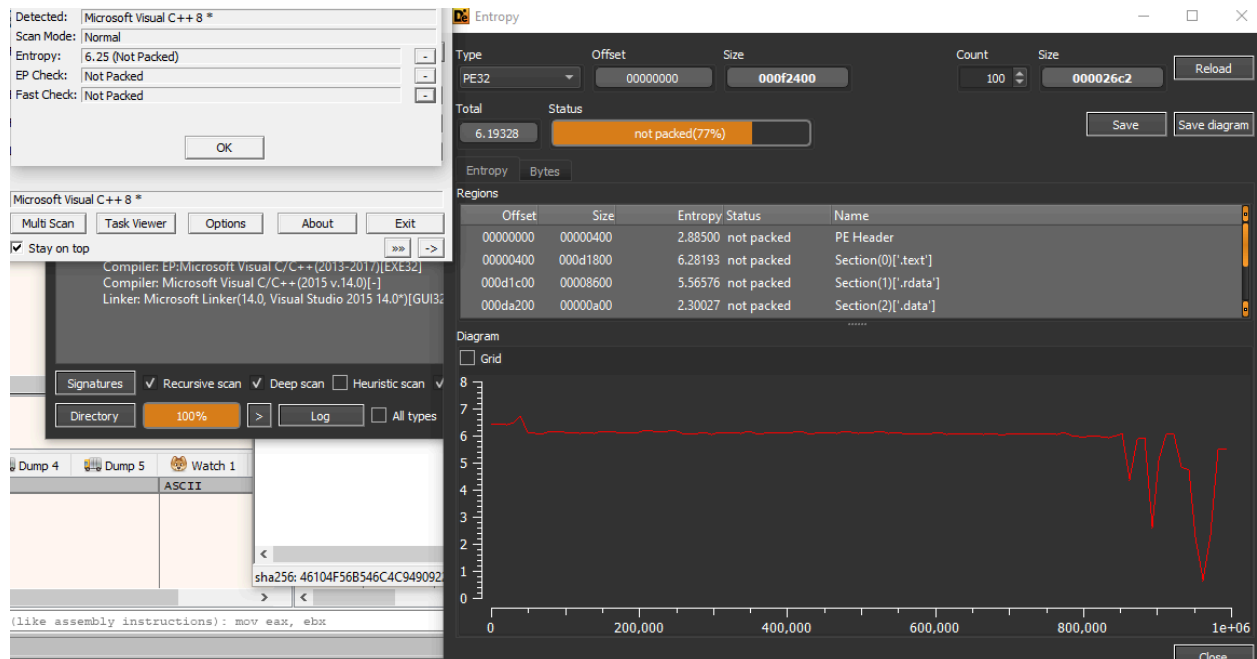 Detected: Microsoft Visual C++ 8 *
Scan Mode: Normal
Entropy: 6.25 (Not Packed) -
EP Check: Not Packed -
Fast Check: Not Packed -
OK
Microsoft Visual C++ 8 *
Multi Scan Task Viewer Options About Exit
Stay on top »» ->
Compiler: EP:Microsoft Visual C/C++(2013-2017)[EXE32]
Compiler: Microsoft Visual C/C++(2015 v.14.0)[-]
Linker: Microsoft Linker(14.0, Visual Studio 2015 14.0*)[GUI32
Signatures Recursive scan Deep scan Heuristic scan
Directory 100% > Log All types
Dump 4 Dump 5 Watch 1
ASCII
sha256: 46104F56B546C4C949092
(like assembly instructions): mov eax, ebx
Entropy
Type Offset Size Count Size
PE32 00000000 000f2400 100 000026c2 Reload
Total Status
6.19328 not packed(77%) Save Save diagram
Entropy Bytes
Regions
Offset Size Entropy Status Name
00000000 00000400 2.88500 not packed PE Header
00000400 000d1800 6.28193 not packed Section(0)['.text']
000d1c00 00008600 5.56576 not packed Section(1)['.rdata']
000da200 00000a00 2.30027 not packed Section(2)['.data']
Diagram
Grid
8
7
6
5
4
3
2
1
0
0 200,000 400,000 600,000 800,000 1e+06
Close